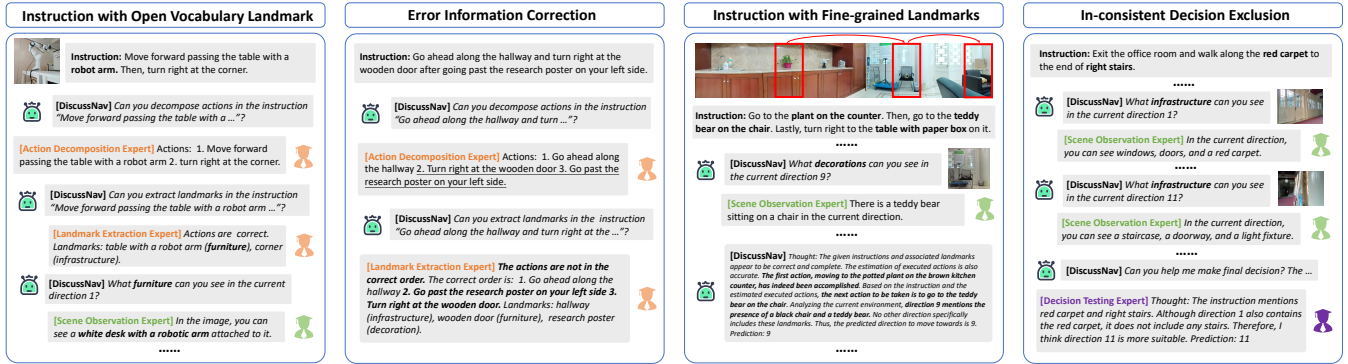 Instruction with Open Vocabulary Landmark
Instruction: Move forward passing the table with a
robot arm. Then, turn right at the corner.
[DiscussNav] Can you decompose actions in the instruction
“Move forward passing the table with a …”?
[Action Decomposition Expert] Actions: 1. Move forward
passing the table with a robot arm 2. turn right at the corner.
[DiscussNav] Can you extract landmarks in the instruction
“Move forward passing the table with a robot arm …”?
[Landmark Extraction Expert] Actions are correct.
Landmarks: table with a robot arm (furniture), corner
(infrastructure).
[DiscussNav] What furniture can you see in the current
direction 1?
[Scene Observation Expert] In the image, you can
see a white desk with a robotic arm attached to it.
……
Error Information Correction
Instruction: Go ahead along the hallway and turn right at the
wooden door after going past the research poster on your left side.
[DiscussNav] Can you decompose actions in the instruction
“Go ahead along the hallway and turn …”?
[Action Decomposition Expert] Actions: 1. Go ahead along
the hallway 2. Turn right at the wooden door 3. Go past the
research poster on your left side.
[DiscussNav] Can you extract landmarks in the instruction
“Go ahead along the hallway and turn right at the …”?
[Landmark Extraction Expert] The actions are not in the
correct order. The correct order is: 1. Go ahead along the
hallway 2. Go past the research poster on your left side 3.
Turn right at the wooden door. Landmarks: hallway
(infrastructure), wooden door (furniture), research poster
(decoration).
Instruction with Fine-grained Landmarks
Instruction: Go to the plant on the counter. Then, go to the teddy
bear on the chair. Lastly, turn right to the table with paper box on it.
……
[DiscussNav] What decorations can you see in
the current direction 9?
[Scene Observation Expert] There is a teddy bear
sitting on a chair in the current direction.
……
[DiscussNav] Thought: The given instructions and associated landmarks
appear to be correct and complete. The estimation of executed actions is also
accurate. The first action, moving to the potted plant on the brown kitchen
counter, has indeed been accomplished. Based on the instruction and the
estimated executed actions, the next action to be taken is to go to the teddy
bear on the chair. Analyzing the current environment, direction 9 mentions the
presence of a black chair and a teddy bear. No other direction specifically
includes these landmarks. Thus, the predicted direction to move towards is 9.
Prediction: 9
……
In-consistent Decision Exclusion
Instruction: Exit the office room and walk along the red carpet to
the end of right stairs.
……
[DiscussNav] What infrastructure can you see
in the current direction 1?
[Scene Observation Expert] In the current direction,
you can see windows, doors, and a red carpet.
……
[DiscussNav] What infrastructure can you see
in the current direction 11?
[Scene Observation Expert] In the current direction,
you can see a staircase, a doorway, and a light fixture.
……
[DiscussNav] Can you help me make final decision? The …
[Decision Testing Expert] Thought: The instruction mentions
red carpet and right stairs. Although direction 1 also contains
the red carpet, it does not include any stairs. Therefore, I
think direction 11 is more suitable. Prediction: 11